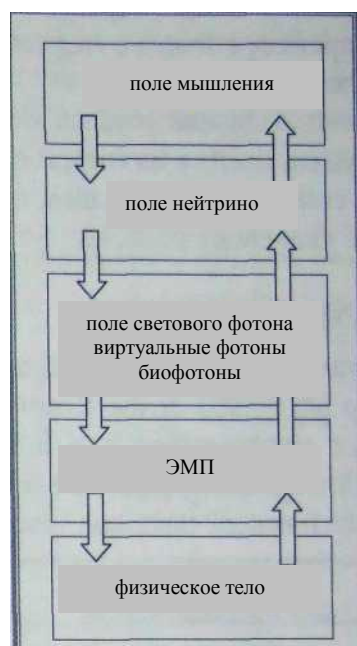 поле мышления
поле нейтрино
поле светового фотона
виртуальные фотоны
биофотоны
ЭМП
физическое тело